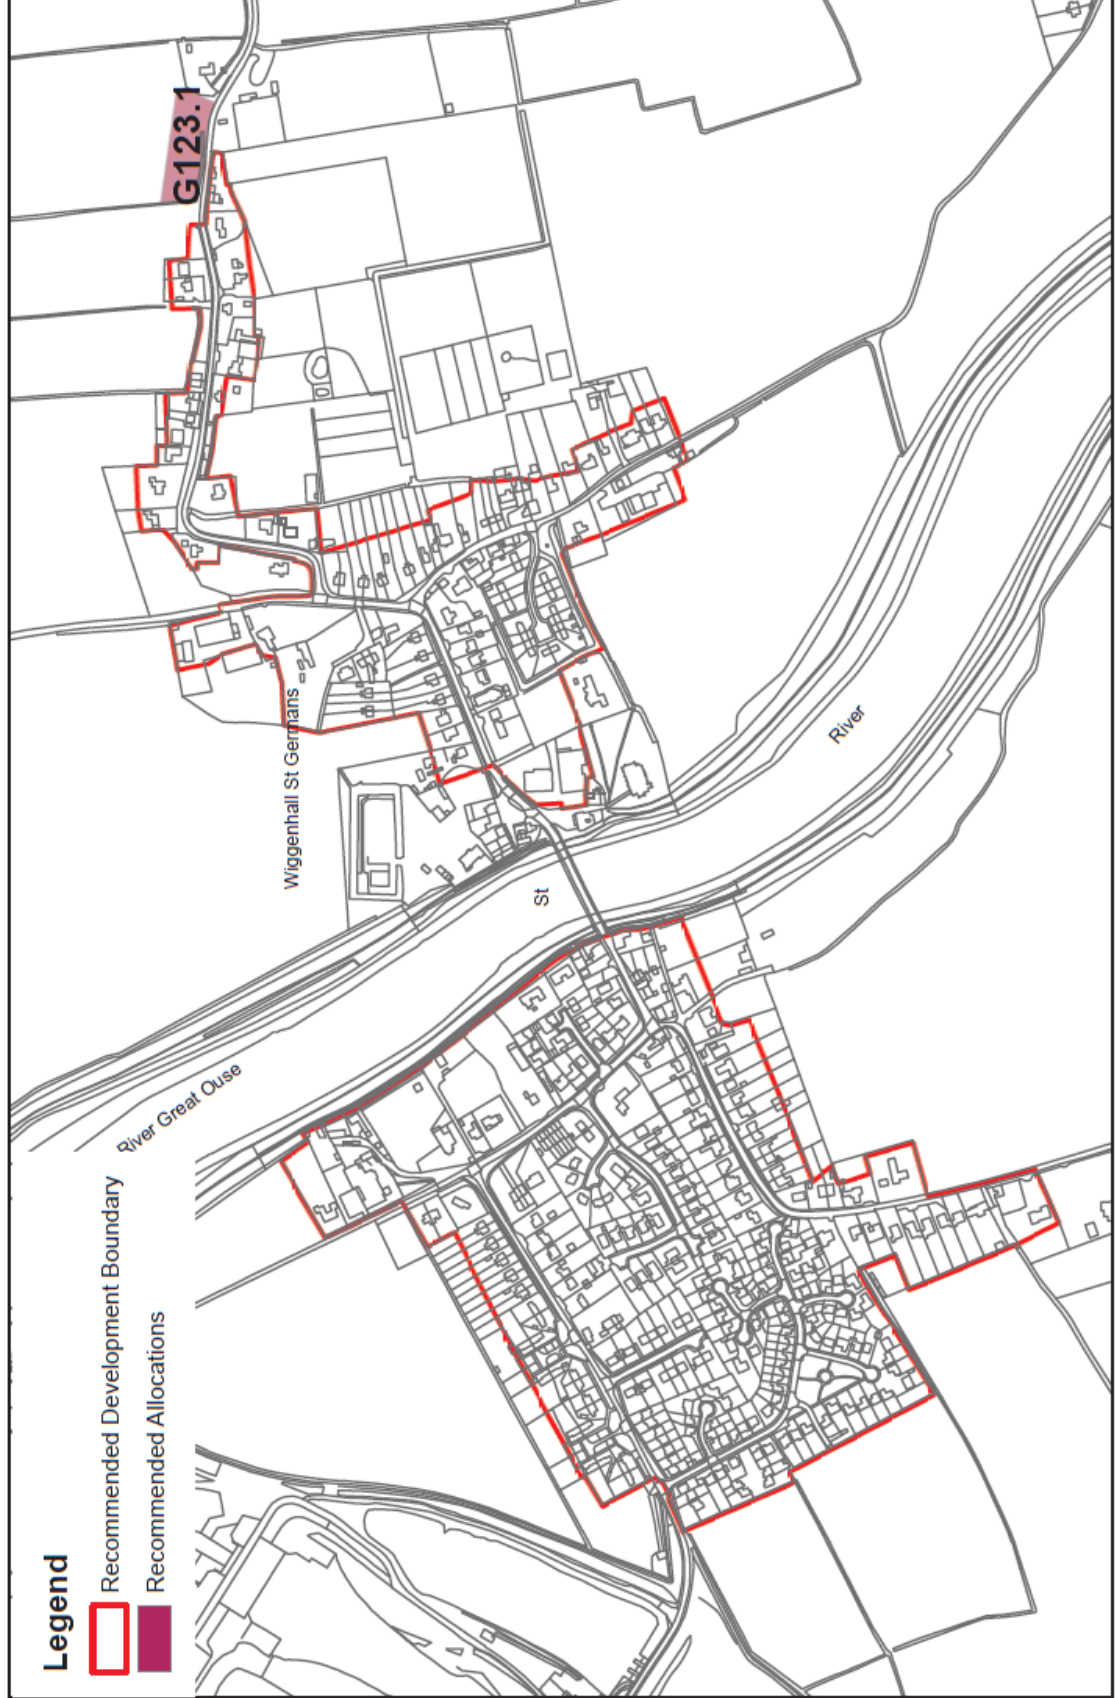 Legend
Recommended Development Boundary
Recommended Allocations
River Great Ouse
Wiggenhall St Germans
St
River
G123.1